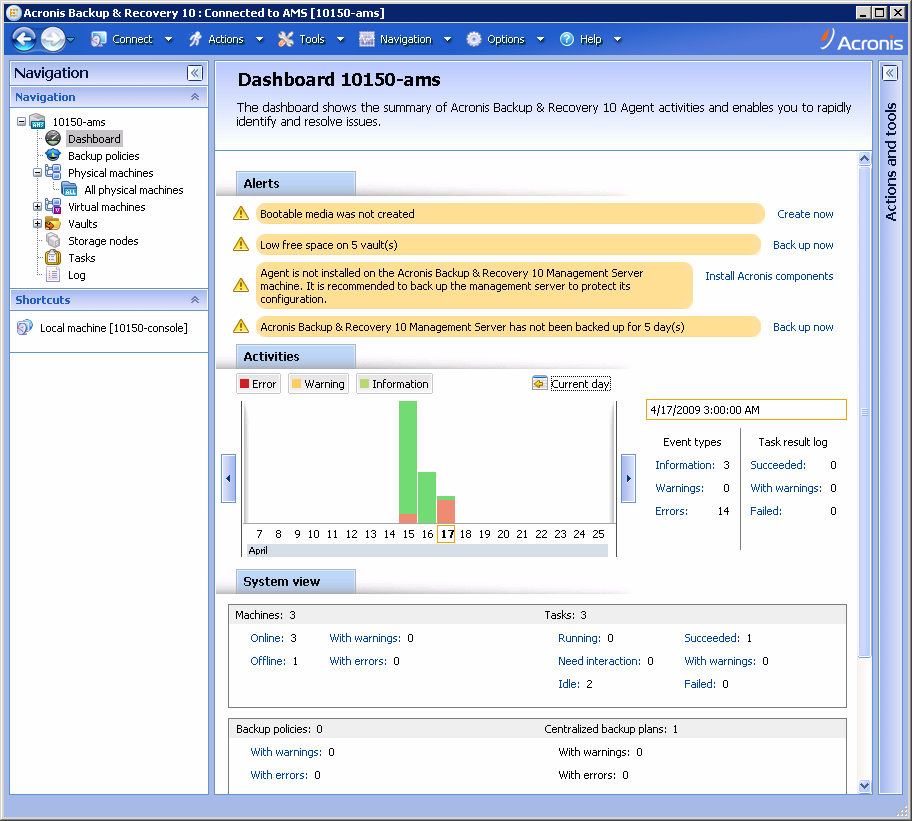 Acronis Backup & Recovery 10 : Connected to AMS [10150-ams]
Connect Actions Tools Navigation Options Help
Acronis
Navigation
Navigation
10150-ams
AMS
Dashboard
Backup policies
Physical machines
All physical machines
Virtual machines
Vaults
Storage nodes
Tasks
Log
Shortcuts
Local machine [10150-console]
Dashboard 10150-ams
The dashboard shows the summary of Acronis Backup & Recovery 10 Agent activities and enables you to rapidly
identify and resolve issues.
Alerts
Bootable media was not created Create now
Low free space on 5 vault(s) Back up now
Agent is not installed on the Acronis Backup & Recovery 10 Management Server
machine. It is recommended to back up the management server to protect its
configuration.
Install Acronis components
Acronis Backup & Recovery 10 Management Server has not been backed up for 5 day(s) Back up now
Activities
Error Warning Information Current day
7 8 9 10 11 12 13 14 15 16 17 18 19 20 21 22 23 24 25
April
4/17/2009 3:00:00 AM
Event types Task result log
Information: 3 Succeeded: 0
Warnings: 0 With warnings: 0
Errors: 14 Failed: 0
System view
Machines: 3 Tasks: 3
Online: 3 With warnings: 0 Running: 0 Succeeded: 1
Offline: 1 With errors: 0 Need interaction: 0 With warnings: 0
Idle: 2 Failed: 0
Backup policies: 0 Centralized backup plans: 1
With warnings: 0 With warnings: 0
With errors: 0 With errors: 0
Actions and tools